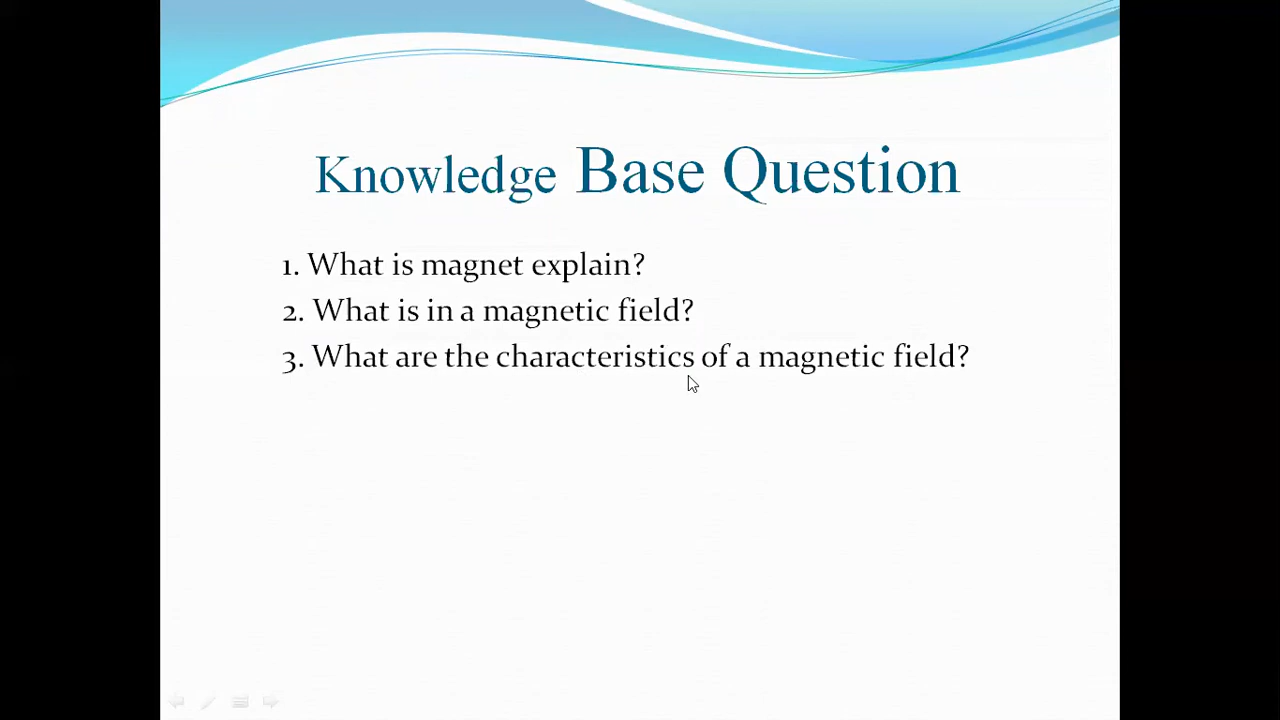 Knowledge Base Question
1. What is magnet explain?
2. What is in a magnetic field?
3. What are the characteristics of a magnetic field?